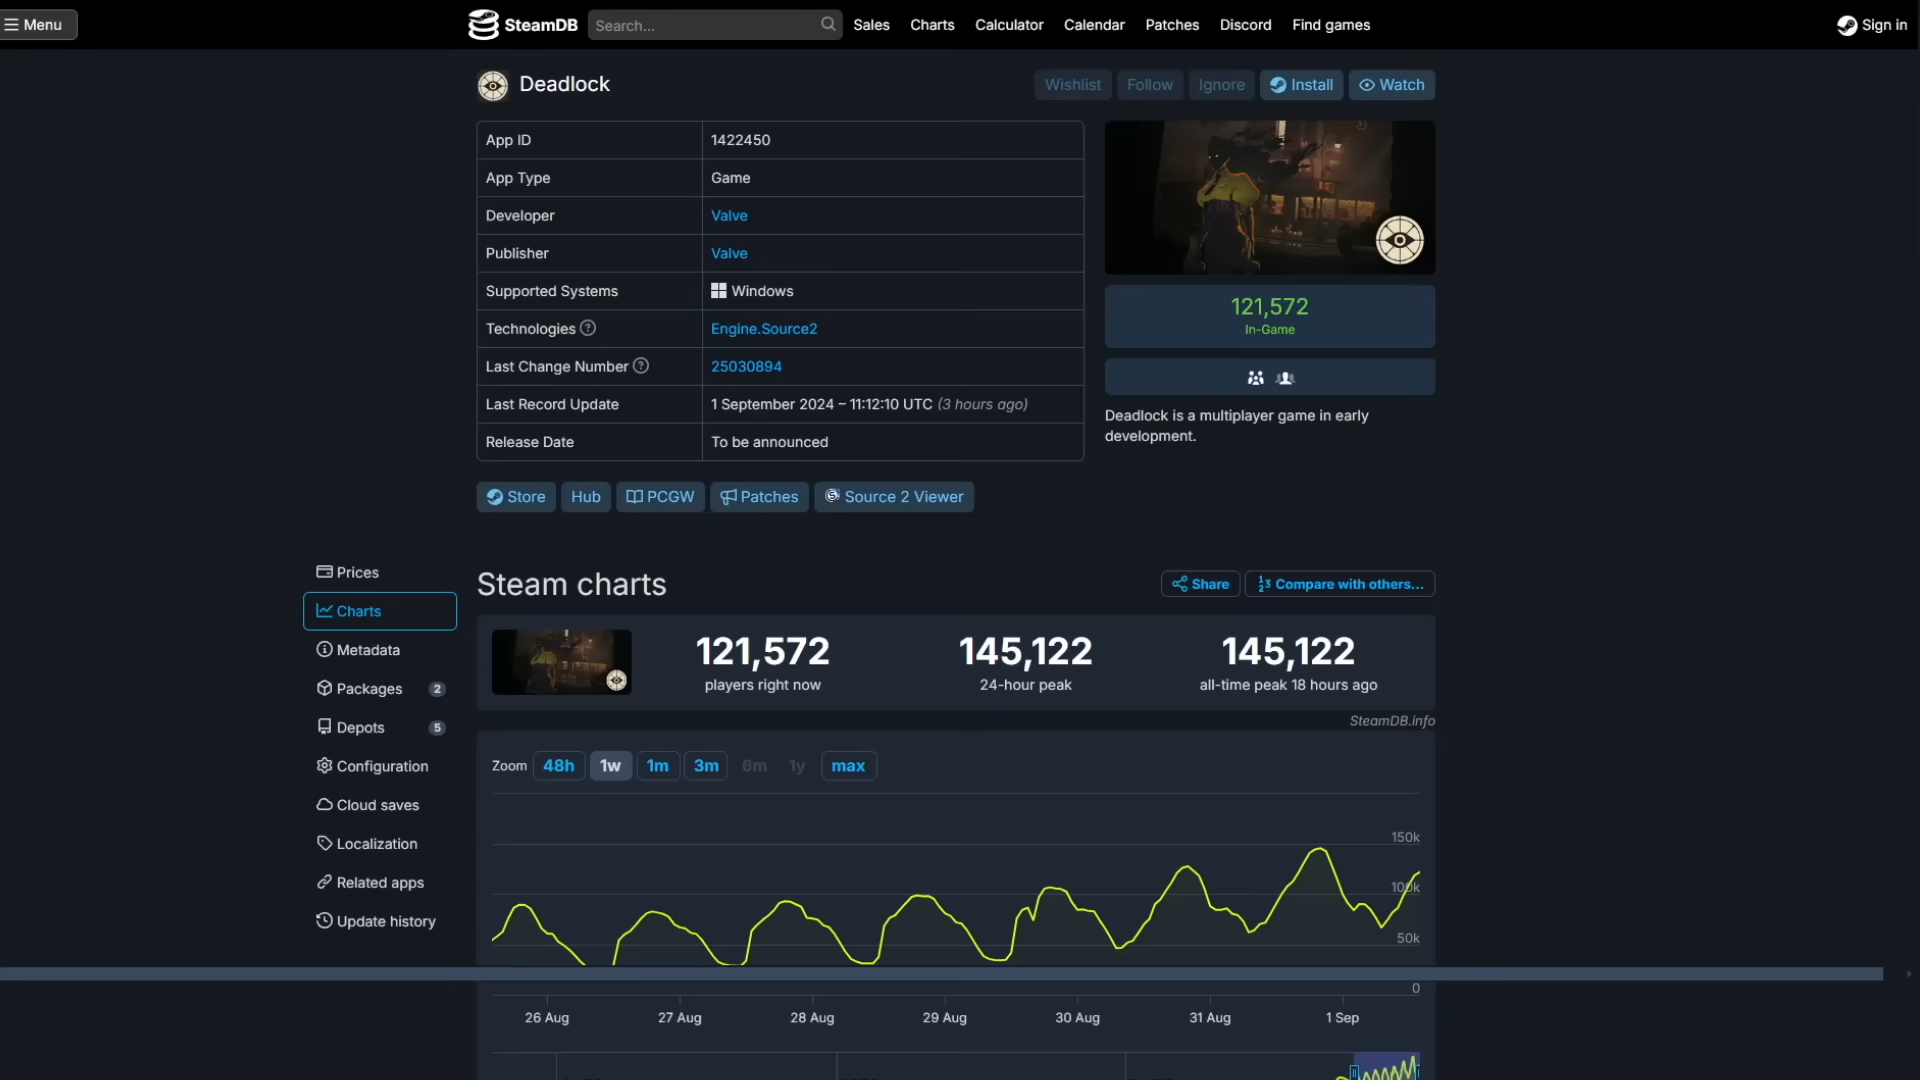 Menu
SteamDB
Search...
Sales
Charts
Calculator
Calendar
Patches
Discord
Find games
Sign in
Deadlock
Wishlist
Follow
Ignore
Install
Watch
App ID 1422450
App Type Game
Developer Valve
Publisher Valve
Supported Systems Windows
Technologies ? Engine.Source2
Last Change Number ? 25030894
Last Record Update 1 September 2024 – 11:12:10 UTC (3 hours ago)
Release Date To be announced
121,572
In-Game
Deadlock is a multiplayer game in early
development.
Store
Hub
PCGW
Patches
Source 2 Viewer
Prices
Charts
Metadata
Packages 2
Depots 5
Configuration
Cloud saves
Localization
Related apps
Update history
Steam charts
Share
Compare with others...
121,572
players right now
145,122
24-hour peak
145,122
all-time peak 18 hours ago
SteamDB.info
Zoom 48h 1w 1m 3m 6m 1y max
150k
100k
50k
0
26 Aug 27 Aug 28 Aug 29 Aug 30 Aug 31 Aug 1 Sep